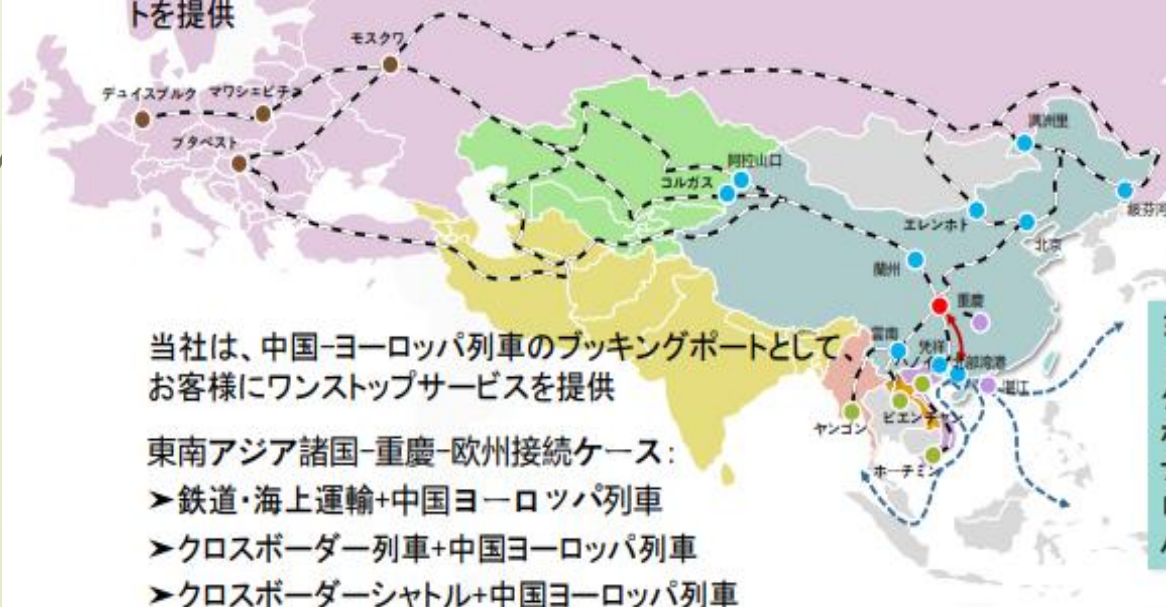 トを提供
モスクワ
デュイスブルク
マワシェビチェ
ブタペスト
阿拉山口
コルガス
満洲里
綏芬河
エレンホト
北京
蘭州
重慶
雲南
凭祥
ハノイ
北部湾港
湛江
ヤンゴン
ビエンチャン
ホーチミン
当社は、中国-ヨーロッパ列車のブッキングポートとして、
お客様にワンストップサービスを提供
東南アジア諸国-重慶-欧州接続ケース:
➤鉄道・海上運輸+中国ヨーロッパ列車
➤クロスボーダー列車+中国ヨーロッパ列車
➤クロスボーダーシャトル+中国ヨーロッパ列車